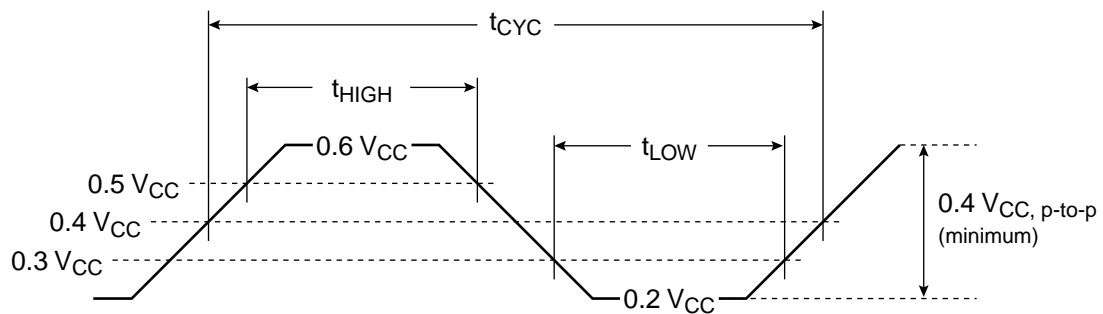 tCYC
tHIGH
0.6 VCC
tLOW
0.5 VCC
0.4 VCC
0.4 VCC, p-to-p
(minimum)
0.3 VCC
0.2 VCC